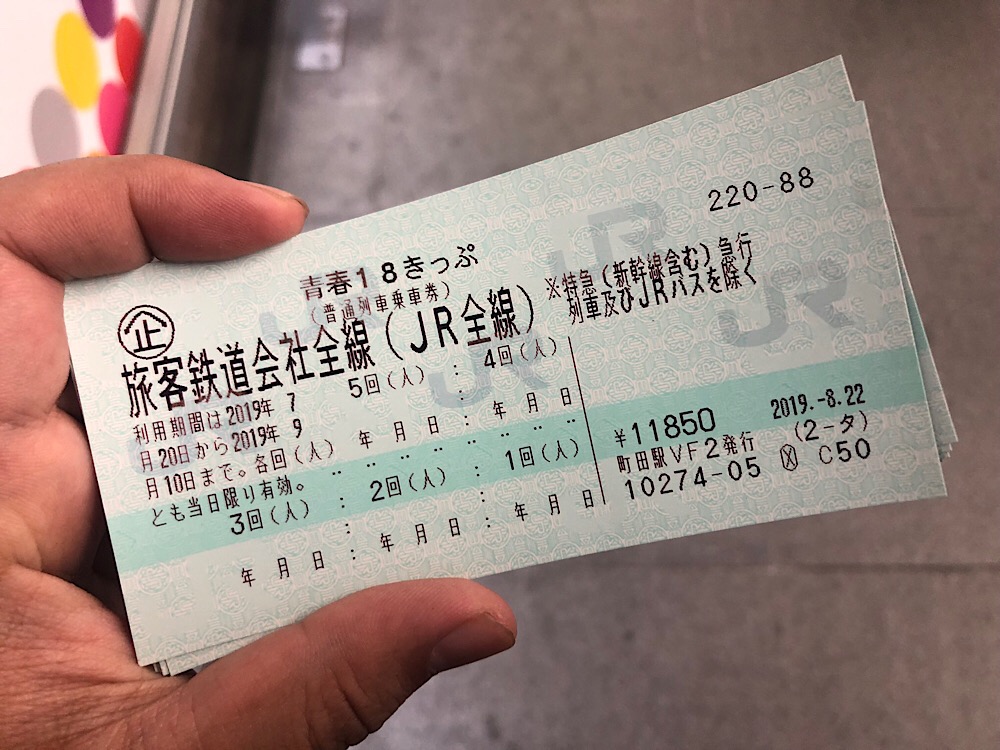 220-88
青春18きっぷ
(普通列車乗車券)
企
旅客鉄道会社全線(JR全線)
※特急(新幹線含む)急行
列車及びJRバスを除く
利用期間は2019年 7
月20日から2019年 9
月10日まで。各回(人)
とも当日限り有効。
5回(人) : 4回(人)
年 月 日 : 年 月 日
3回(人) : 2回(人) : 1回(人)
年 月 日 : 年 月 日 : 年 月 日
¥11850
2019.-8.22
町田駅VF2発行
(2-タ)
10274-05 C50
JR
JR
JR